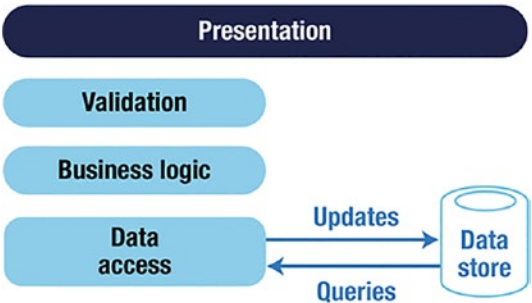 Presentation
Validation
Business logic
Updates
Data
access
Data
store
Queries